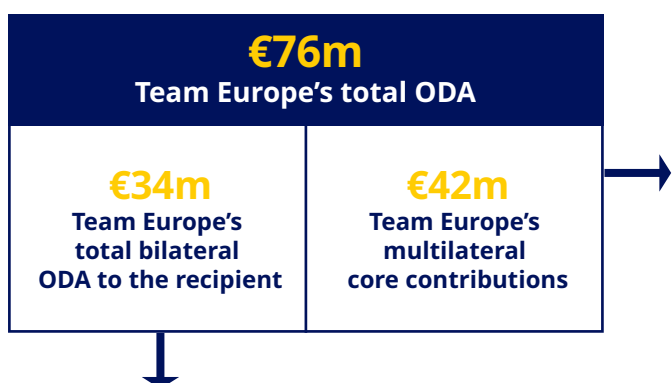 €76m
Team Europe’s total ODA
€34m
Team Europe’s
total bilateral
ODA to the recipient
€42m
Team Europe’s
multilateral
core contributions